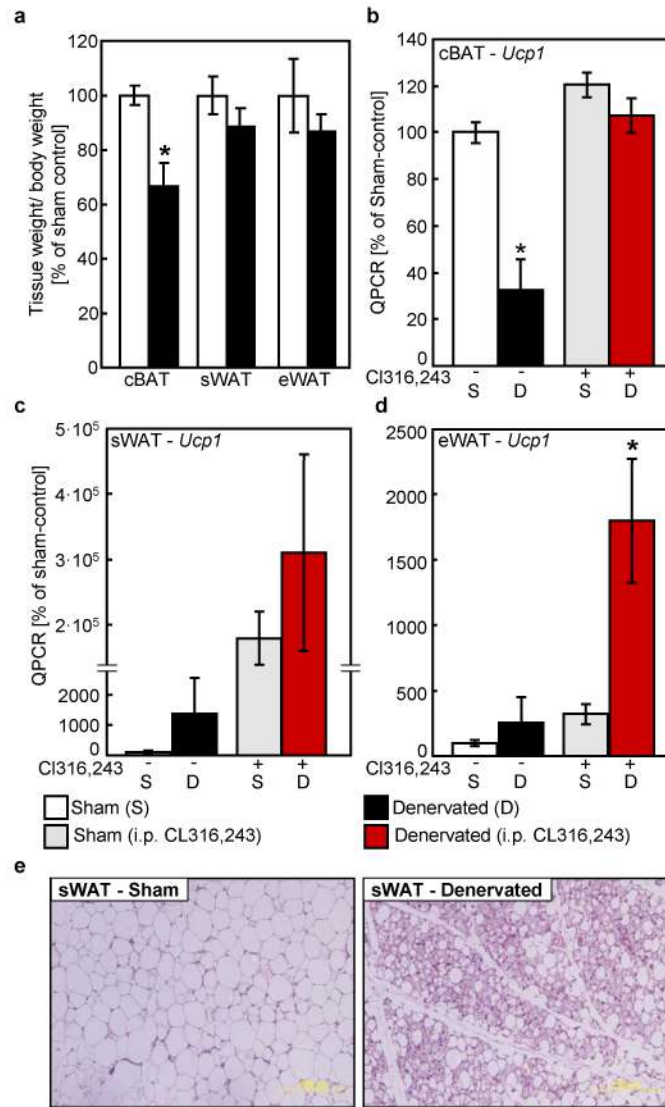 a
Tissue weight/ body weight
[% of sham control]
120
100
80
60
40
20
0
*
cBAT sWAT eWAT
b
cBAT - Ucp1
QPCR [% of Sham-control]
140
120
100
80
60
40
20
0
*
Cl316,243 - - + +
S D S D
c
sWAT - Ucp1
QPCR [% of sham-control]
5·10⁵
4·10⁵
3·10⁵
2·10⁵
2000
1000
0
Cl316,243 - - + +
S D S D
d
eWAT - Ucp1
2500
2000
1500
1000
500
0
*
Cl316,243 - - + +
S D S D
Sham (S) Denervated (D)
Sham (i.p. CL316,243) Denervated (i.p. CL316,243)
e
sWAT - Sham
sWAT - Denervated